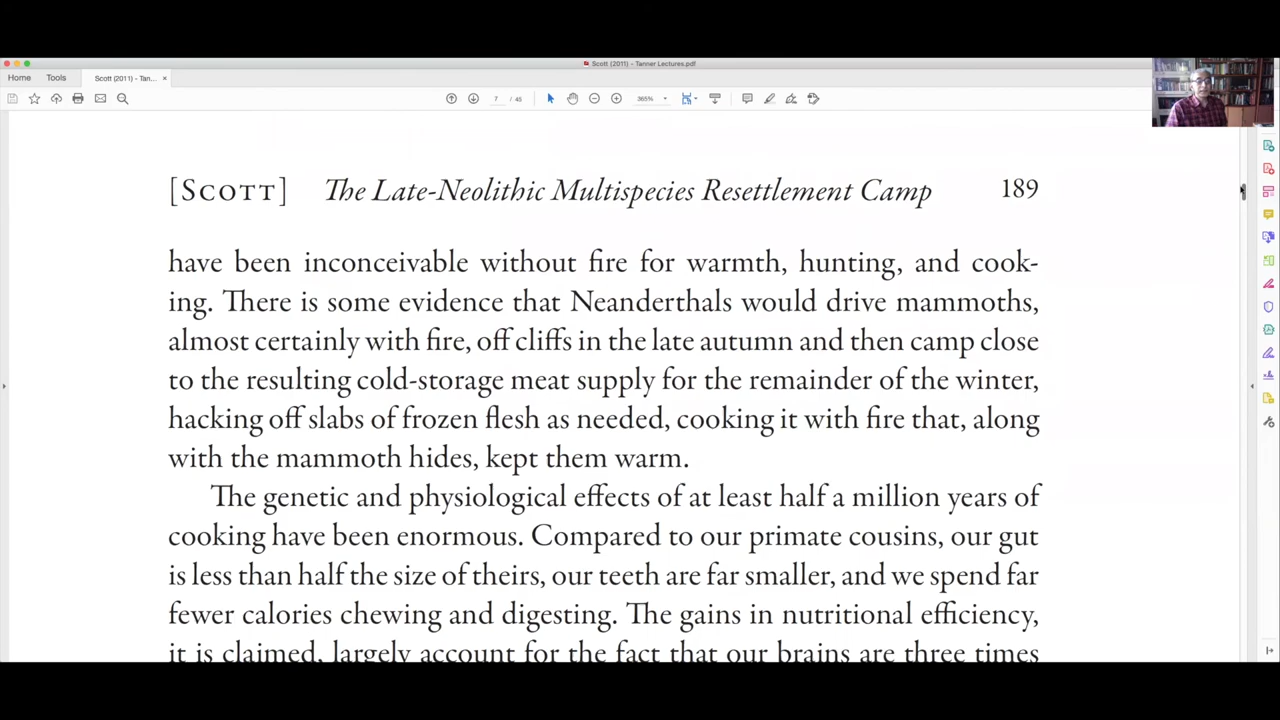 Scott (2011) - Tanner Lectures.pdf
Home Tools Scott (2011) - Tan... ×
7 / 45 365%
[SCOTT] The Late-Neolithic Multispecies Resettlement Camp 189
have been inconceivable without fire for warmth, hunting, and cook-
ing. There is some evidence that Neanderthals would drive mammoths,
almost certainly with fire, off cliffs in the late autumn and then camp close
to the resulting cold-storage meat supply for the remainder of the winter,
hacking off slabs of frozen flesh as needed, cooking it with fire that, along
with the mammoth hides, kept them warm.
The genetic and physiological effects of at least half a million years of
cooking have been enormous. Compared to our primate cousins, our gut
is less than half the size of theirs, our teeth are far smaller, and we spend far
fewer calories chewing and digesting. The gains in nutritional efficiency,
it is claimed, largely account for the fact that our brains are three times